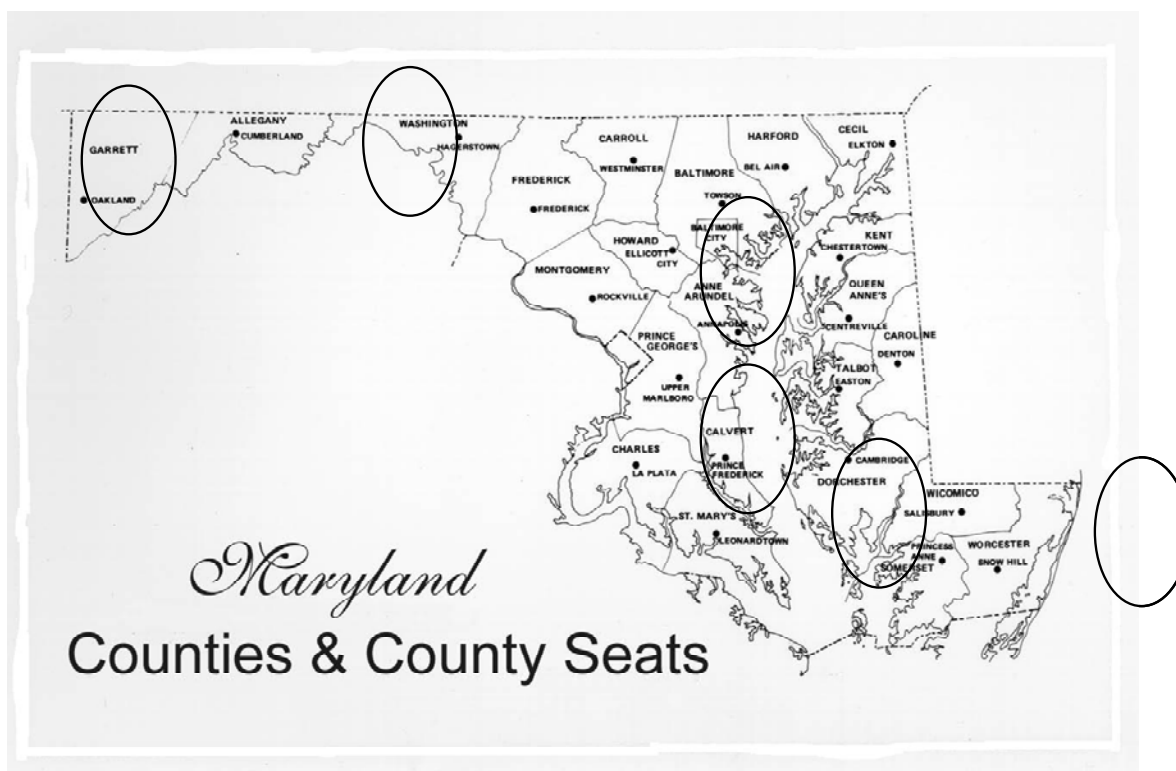 ALLEGANY
CUMBERLAND
GARRETT
OAKLAND
WASHINGTON
HAGERSTOWN
FREDERICK
FREDERICK
CARROLL
WESTMINSTER
BALTIMORE
TOWSON
HARFORD
BEL AIR
CECIL
ELKTON
BALTIMORE
CITY
HOWARD
ELLICOTT
CITY
KENT
CHESTERTOWN
MONTGOMERY
ROCKVILLE
ANNE
ARUNDEL
ANNAPOLIS
QUEEN
ANNE'S
CENTREVILLE
PRINCE
GEORGE'S
UPPER
MARLBORO
CAROLINE
DENTON
TALBOT
EASTON
CALVERT
PRINCE
FREDERICK
CHARLES
LA PLATA
CAMBRIDGE
DORCHESTER
WICOMICO
SALISBURY
ST. MARY'S
LEONARDTOWN
PRINCESS
ANNE
SOMERSET
WORCESTER
SNOW HILL
Maryland
Counties & County Seats